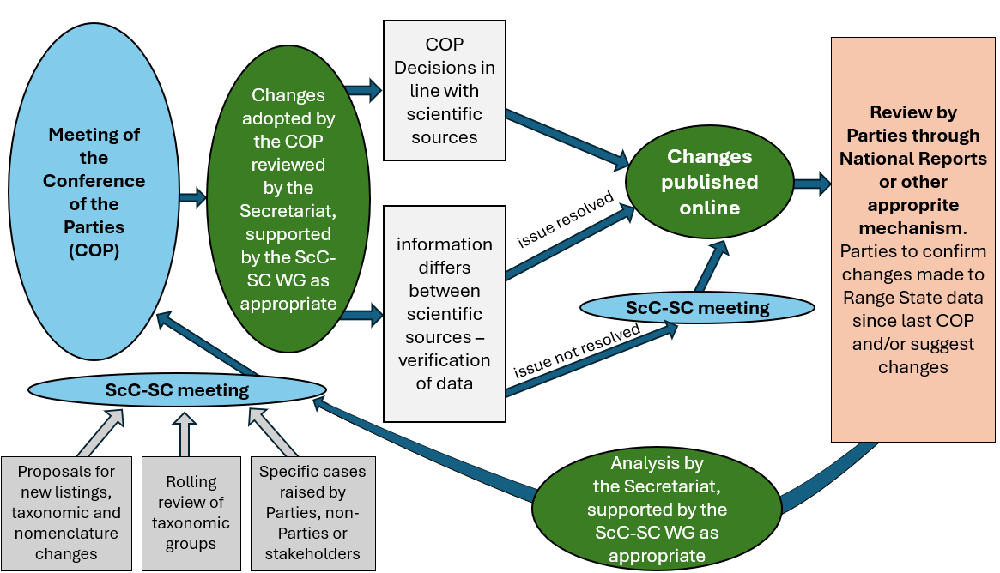 Meeting of
the
Conference
of the
Parties
(COP)
Changes
adopted by
the COP
reviewed
by the
Secretariat,
supported
by the ScC-
SC WG as
appropriate
COP
Decisions in
line with
scientific
sources
information
differs
between
scientific
sources –
verification
of data
issue resolved
issue not resolved
Changes
published
online
ScC-SC meeting
Review by
Parties through
National Reports
or other
approprite
mechanism.
Parties to confirm
changes made to
Range State data
since last COP
and/or suggest
changes
ScC-SC meeting
Proposals for
new listings,
taxonomic and
nomenclature
changes
Rolling
review of
taxonomic
groups
Specific cases
raised by
Parties, non-
Parties or
stakeholders
Analysis by
the Secretariat,
supported by the
ScC-SC WG as
appropriate